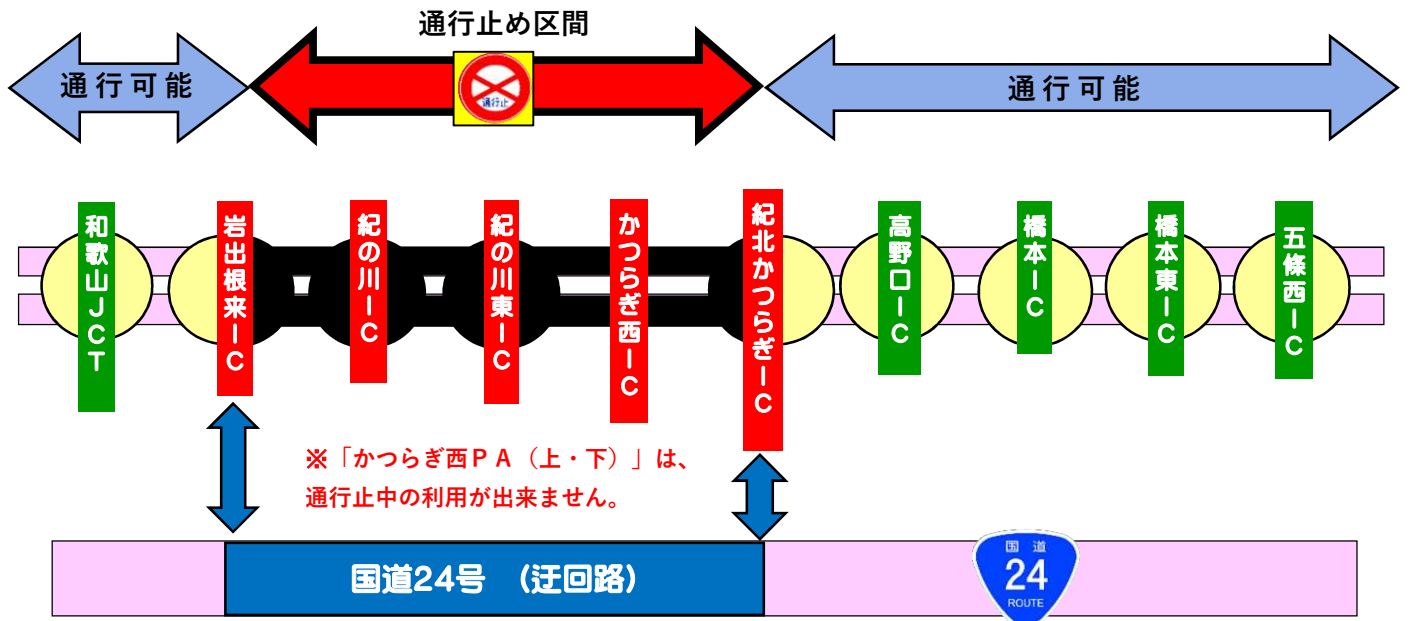 通行止め区間
通行可能
通行止
通行可能
和歌山JCT
岩出根来IC
紀の川IC
紀の川東IC
かつらぎ西IC
紀北かつらぎIC
高野口IC
橋本IC
橋本東IC
五條西IC
※「かつらぎ西ＰＡ（上・下）」は、
通行止中の利用が出来ません。
国道24号　（迂回路）
国道
24
ROUTE